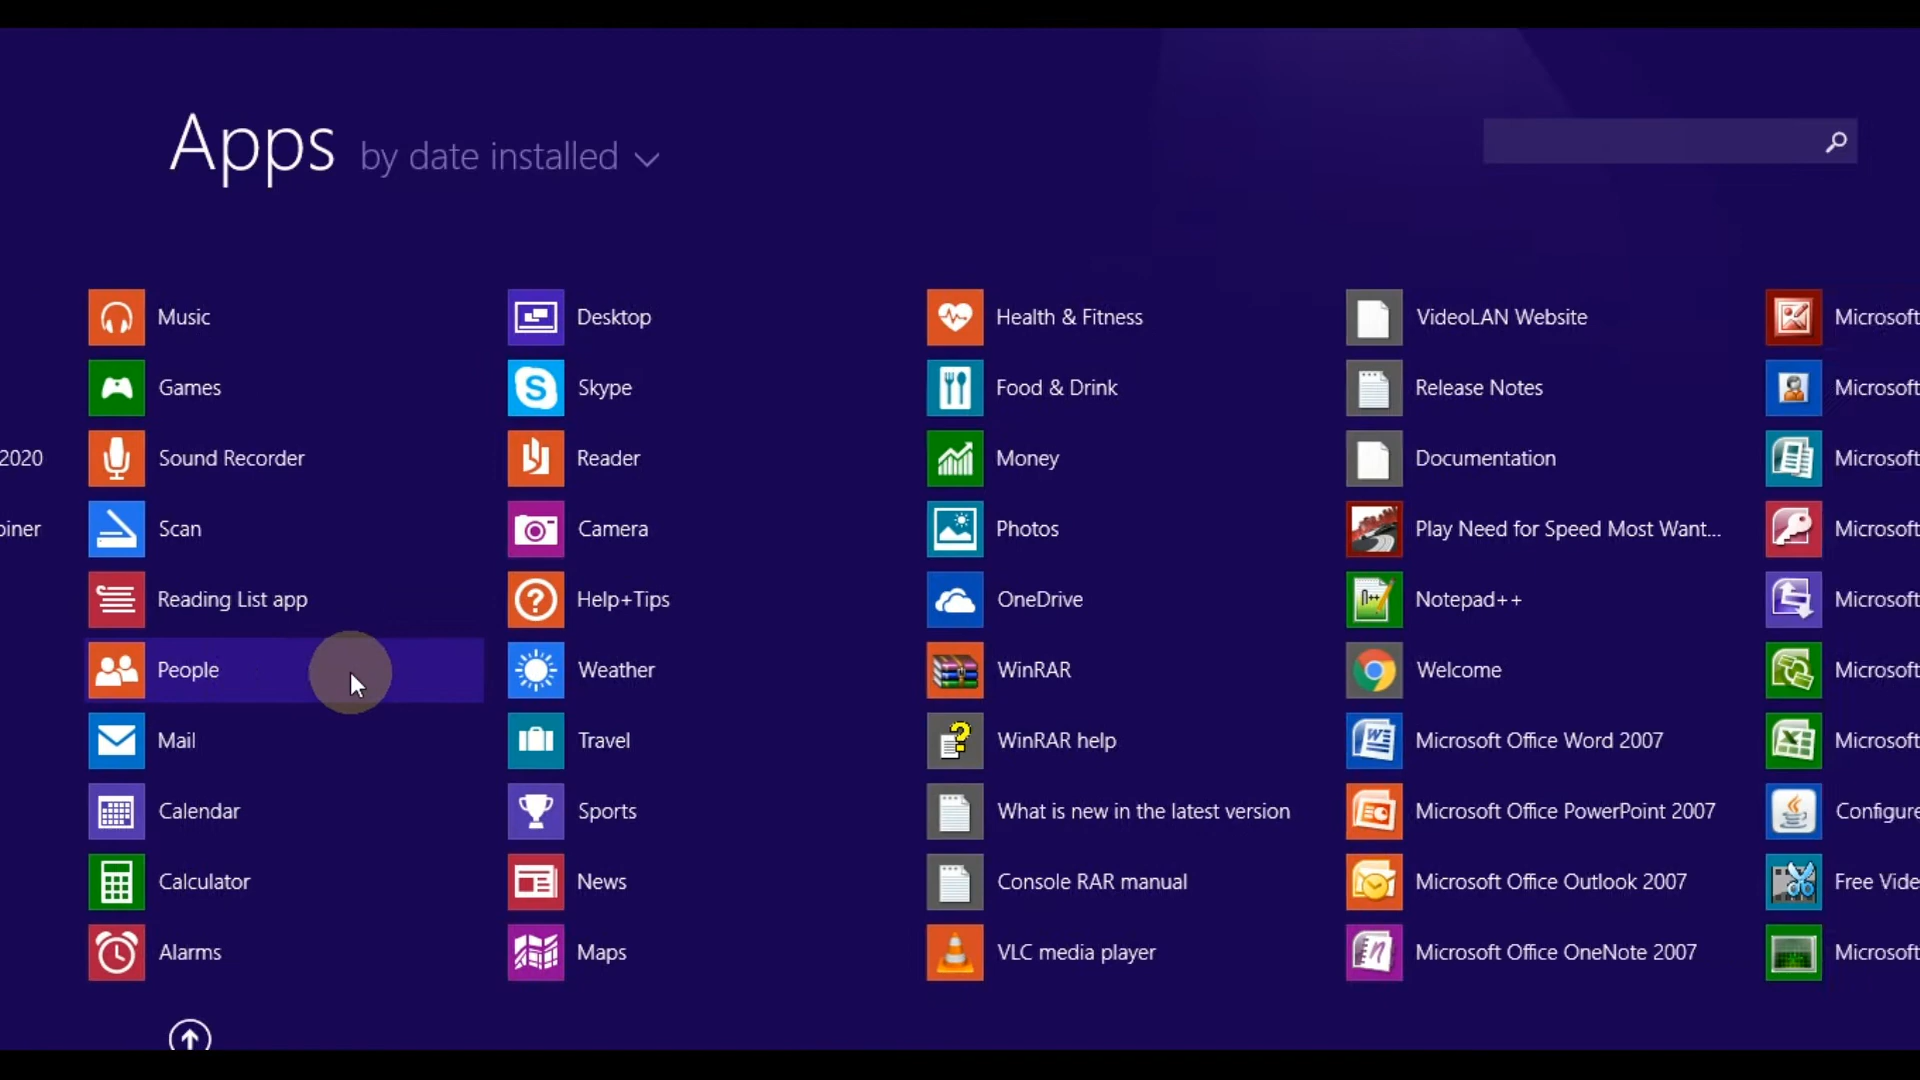 Apps by date installed
Music
Games
Sound Recorder
Scan
Reading List app
People
Mail
Calendar
Calculator
Alarms
2020
Desktop
Skype
Reader
Camera
Help+Tips
Weather
Travel
Sports
News
Maps
Health & Fitness
Food & Drink
Money
Photos
OneDrive
WinRAR
WinRAR help
What is new in the latest version
Console RAR manual
VLC media player
VideoLAN Website
Release Notes
Documentation
Play Need for Speed Most Want...
Notepad++
Welcome
Microsoft Office Word 2007
Microsoft Office PowerPoint 2007
Microsoft Office Outlook 2007
Microsoft Office OneNote 2007
Microsoft
Microsoft
Microsoft
Microsoft
Microsoft
Microsoft
Microsoft
Configure
Free Vide
Microsoft